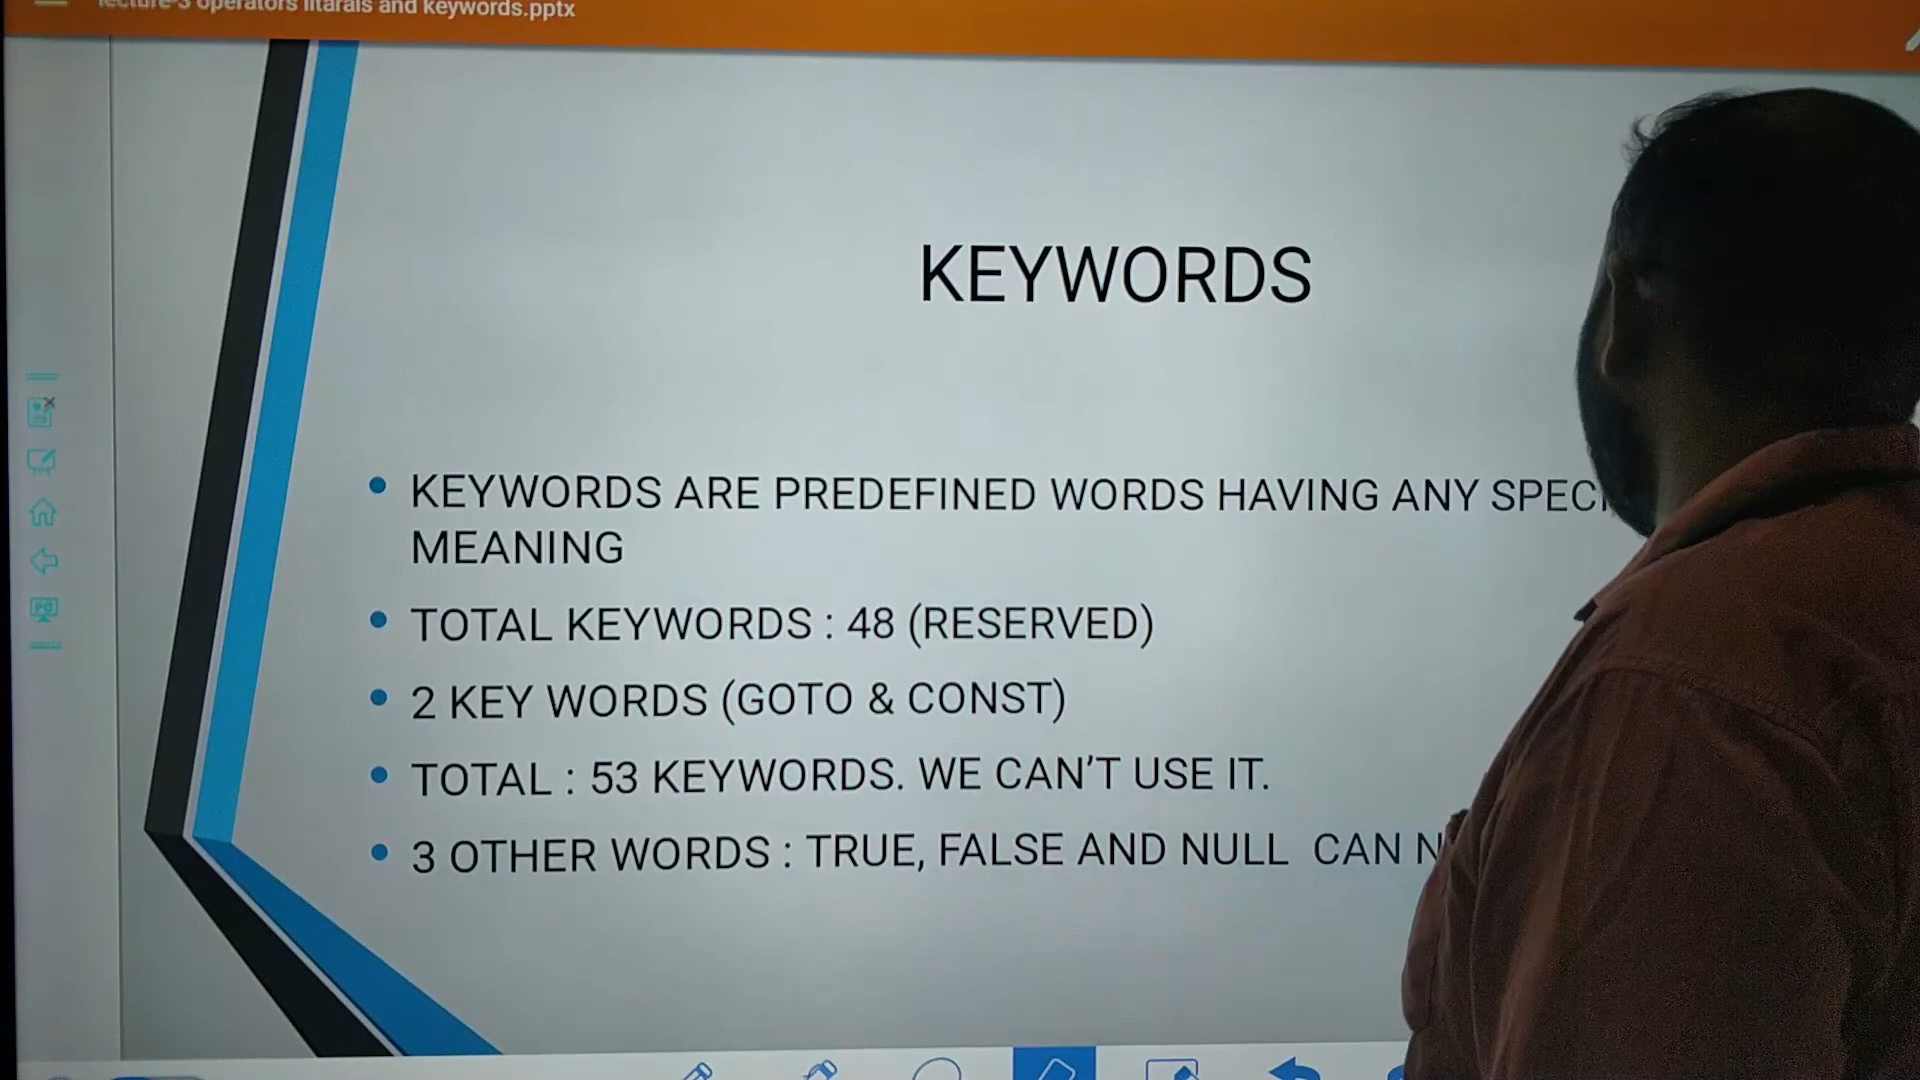 lecture-3 operators litarals and keywords.pptx
KEYWORDS
• KEYWORDS ARE PREDEFINED WORDS HAVING ANY
MEANING
• TOTAL KEYWORDS : 48 (RESERVED)
• 2 KEY WORDS (GOTO & CONST)
• TOTAL : 53 KEYWORDS. WE CAN'T USE IT.
• 3 OTHER WORDS : TRUE, FALSE AND NULL CAN
PC